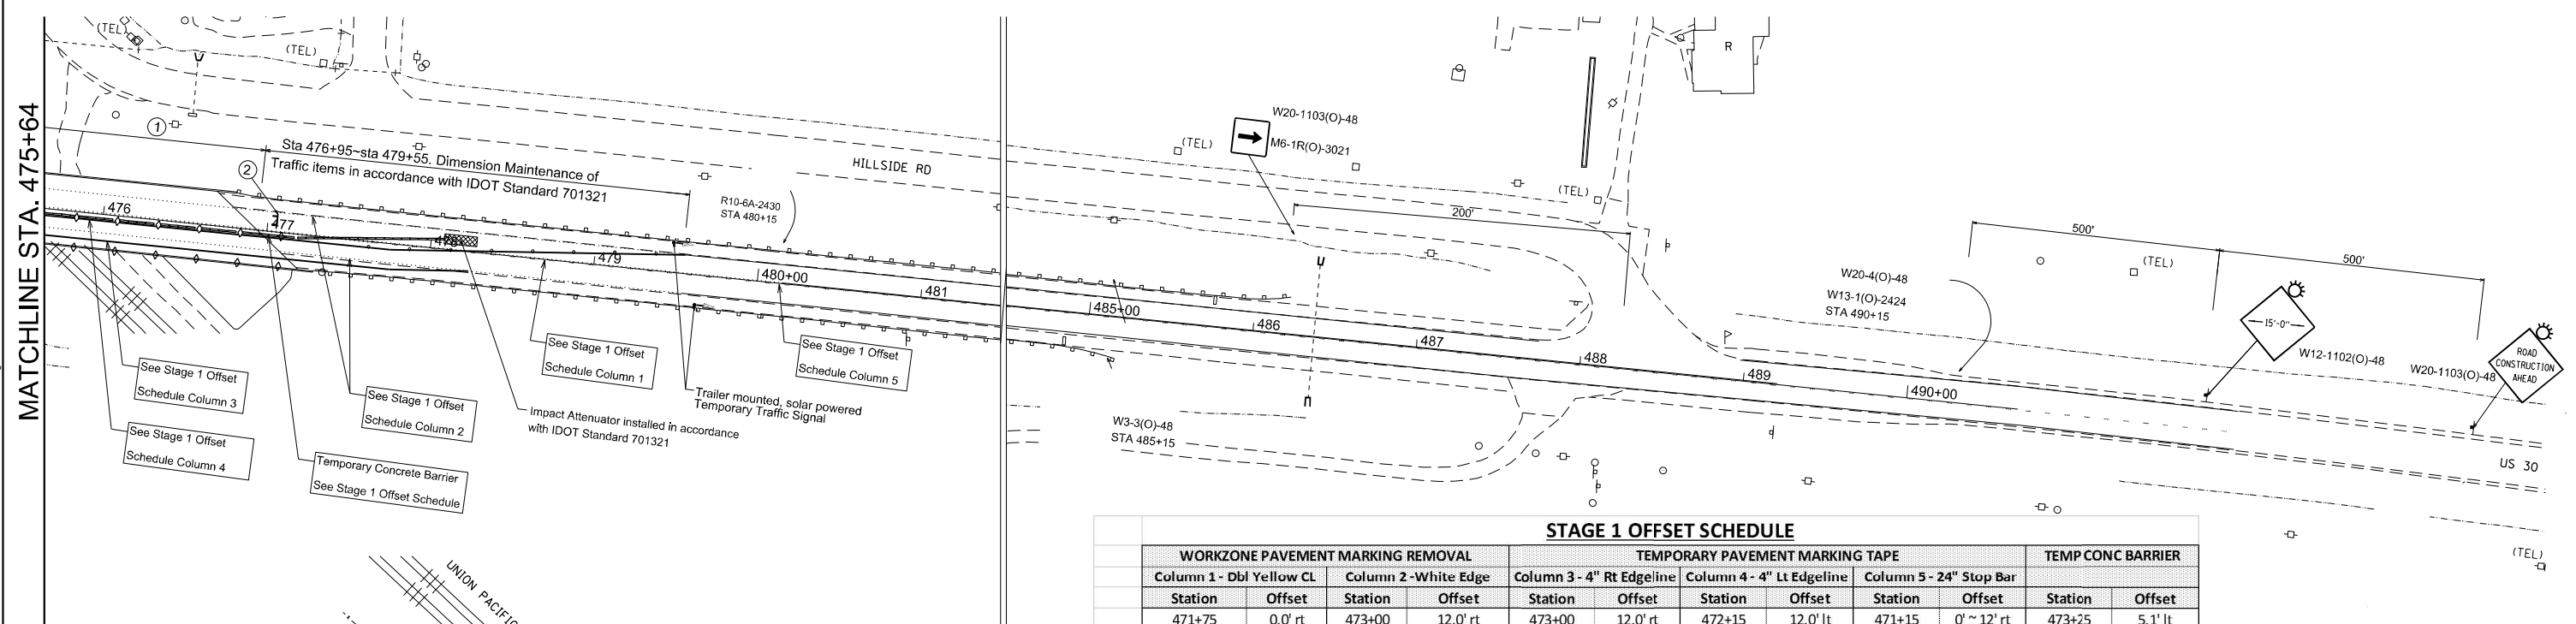 MATCHLINE STA. 475+64
(TEL)
(TEL)
1
2
Sta 476+95~sta 479+55. Dimension Maintenance of
Traffic items in accordance with IDOT Standard 701321
HILLSIDE RD
R10-6A-2430
STA 480+15
476
477
479
480+00
481
See Stage 1 Offset
Schedule Column 3
See Stage 1 Offset
Schedule Column 4
See Stage 1 Offset
Schedule Column 2
Temporary Concrete Barrier
See Stage 1 Offset Schedule
Impact Attenuator installed in accordance
with IDOT Standard 701321
See Stage 1 Offset
Schedule Column 1
Trailer mounted, solar powered
Temporary Traffic Signal
See Stage 1 Offset
Schedule Column 5
UNION PACIFIC
R
W20-1103(O)-48
M6-1R(O)-3021
(TEL)
(TEL)
200'
500'
500'
(TEL)
W20-4(O)-48
W13-1(O)-2424
STA 490+15
15'-0"
W12-1102(O)-48
W20-1103(O)-48
ROAD
CONSTRUCTION
AHEAD
485+00
486
487
488
489
490+00
W3-3(O)-48
STA 485+15
US 30
(TEL)
STAGE 1 OFFSET SCHEDULE
WORKZONE PAVEMENT MARKING REMOVAL TEMPORARY PAVEMENT MARKING TAPE TEMP CONC BARRIER
Column 1 - Dbl Yellow CL Column 2 -White Edge Column 3 - 4" Rt Edgeline Column 4 - 4" Lt Edgeline Column 5 - 24" Stop Bar
Station Offset Station Offset Station Offset Station Offset Station Offset Station Offset
471+75 0.0' rt 473+00 12.0' rt 473+00 12.0' rt 472+15 12.0' lt 471+15 0' ~ 12' rt 473+25 5.1' lt